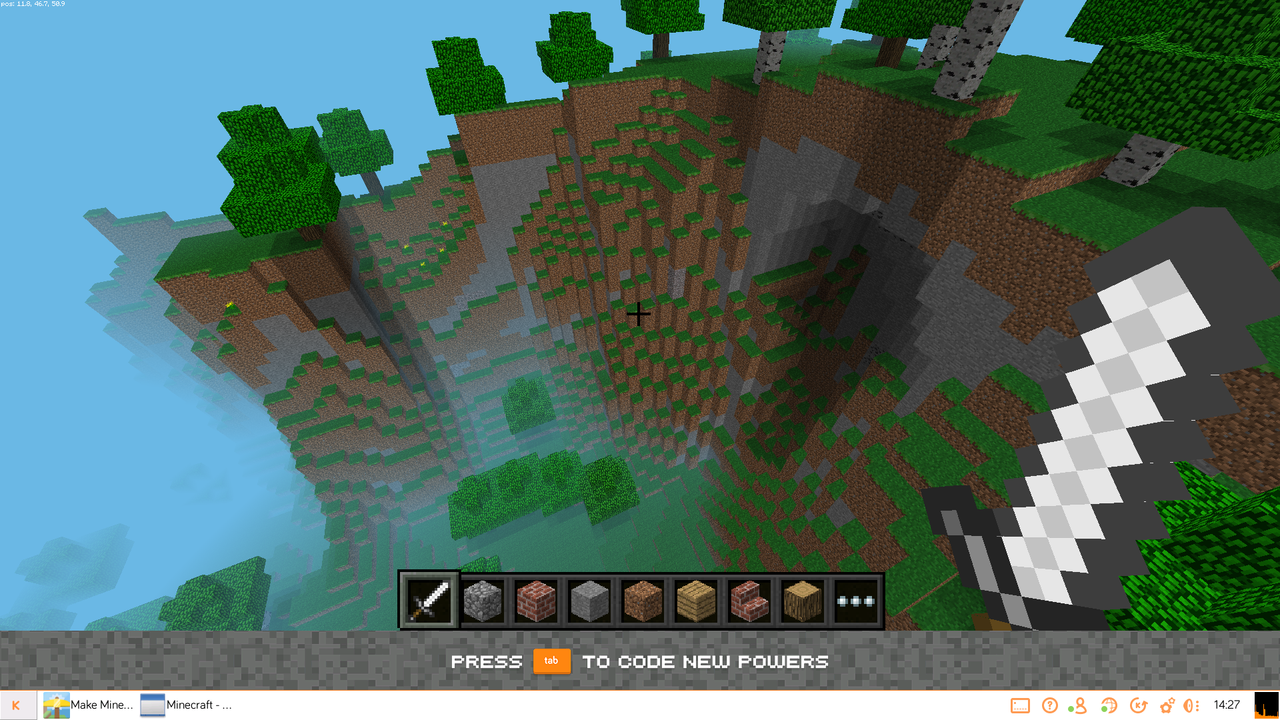 pos: 11.8, 46.7, 58.9
PRESS tab TO CODE NEW POWERS
K Make Mine... Minecraft - ... 14:27